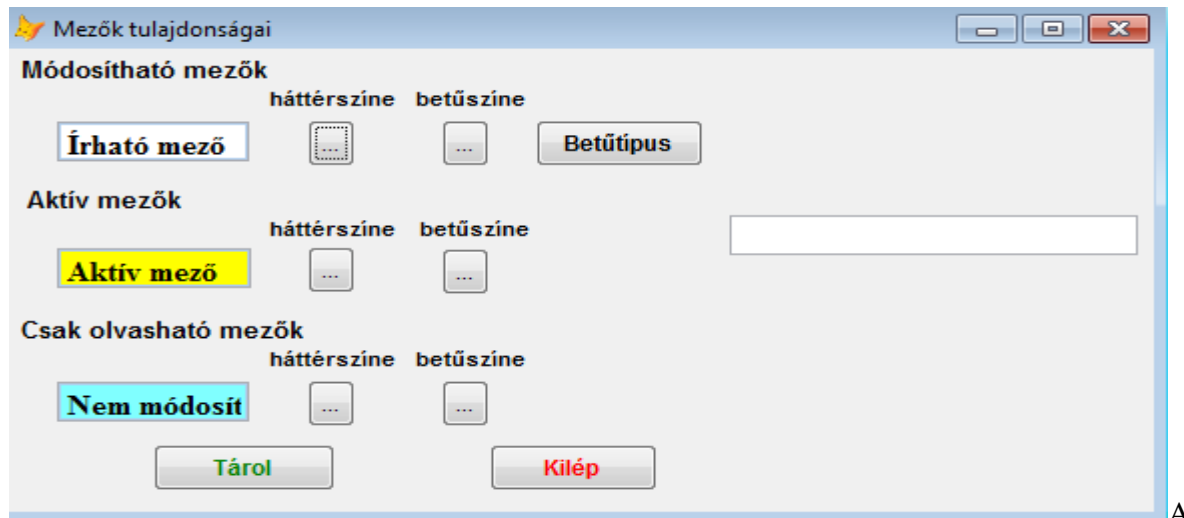 Mezők tulajdonságai
Módosítható mezők
háttérszíne betűszíne
Írható mező ... ... Betűtípus
Aktív mezők
háttérszíne betűszíne
Aktív mező ... ...
Csak olvasható mezők
háttérszíne betűszíne
Nem módosít ... ...
Tárol Kilép
A